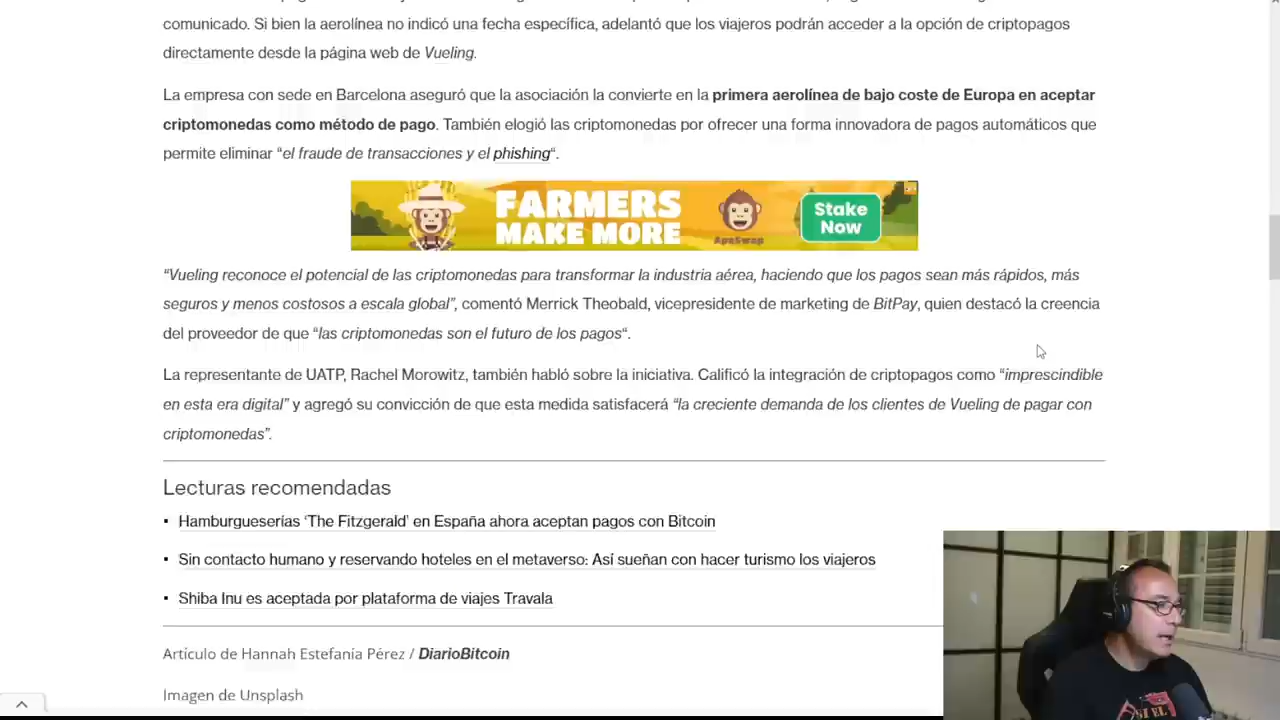 comunicado. Si bien la aerolínea no indicó una fecha específica, adelantó que los viajeros podrán acceder a la opción de criptopagos
directamente desde la página web de Vueling.
La empresa con sede en Barcelona aseguró que la asociación la convierte en la primera aerolínea de bajo coste de Europa en aceptar
criptomonedas como método de pago. También elogió las criptomonedas por ofrecer una forma innovadora de pagos automáticos que
permite eliminar “el fraude de transacciones y el phishing“.
FARMERS
MAKE MORE
ApeSwap
Stake
Now
“Vueling reconoce el potencial de las criptomonedas para transformar la industria aérea, haciendo que los pagos sean más rápidos, más
seguros y menos costosos a escala global”, comentó Merrick Theobald, vicepresidente de marketing de BitPay, quien destacó la creencia
del proveedor de que “las criptomonedas son el futuro de los pagos“.
La representante de UATP, Rachel Morowitz, también habló sobre la iniciativa. Calificó la integración de criptopagos como “imprescindible
en esta era digital” y agregó su convicción de que esta medida satisfacerá “la creciente demanda de los clientes de Vueling de pagar con
criptomonedas”.
Lecturas recomendadas
▪ Hamburgueserías ‘The Fitzgerald’ en España ahora aceptan pagos con Bitcoin
▪ Sin contacto humano y reservando hoteles en el metaverso: Así sueñan con hacer turismo los viajeros
▪ Shiba Inu es aceptada por plataforma de viajes Travala
Artículo de Hannah Estefanía Pérez / DiarioBitcoin
Imagen de Unsplash